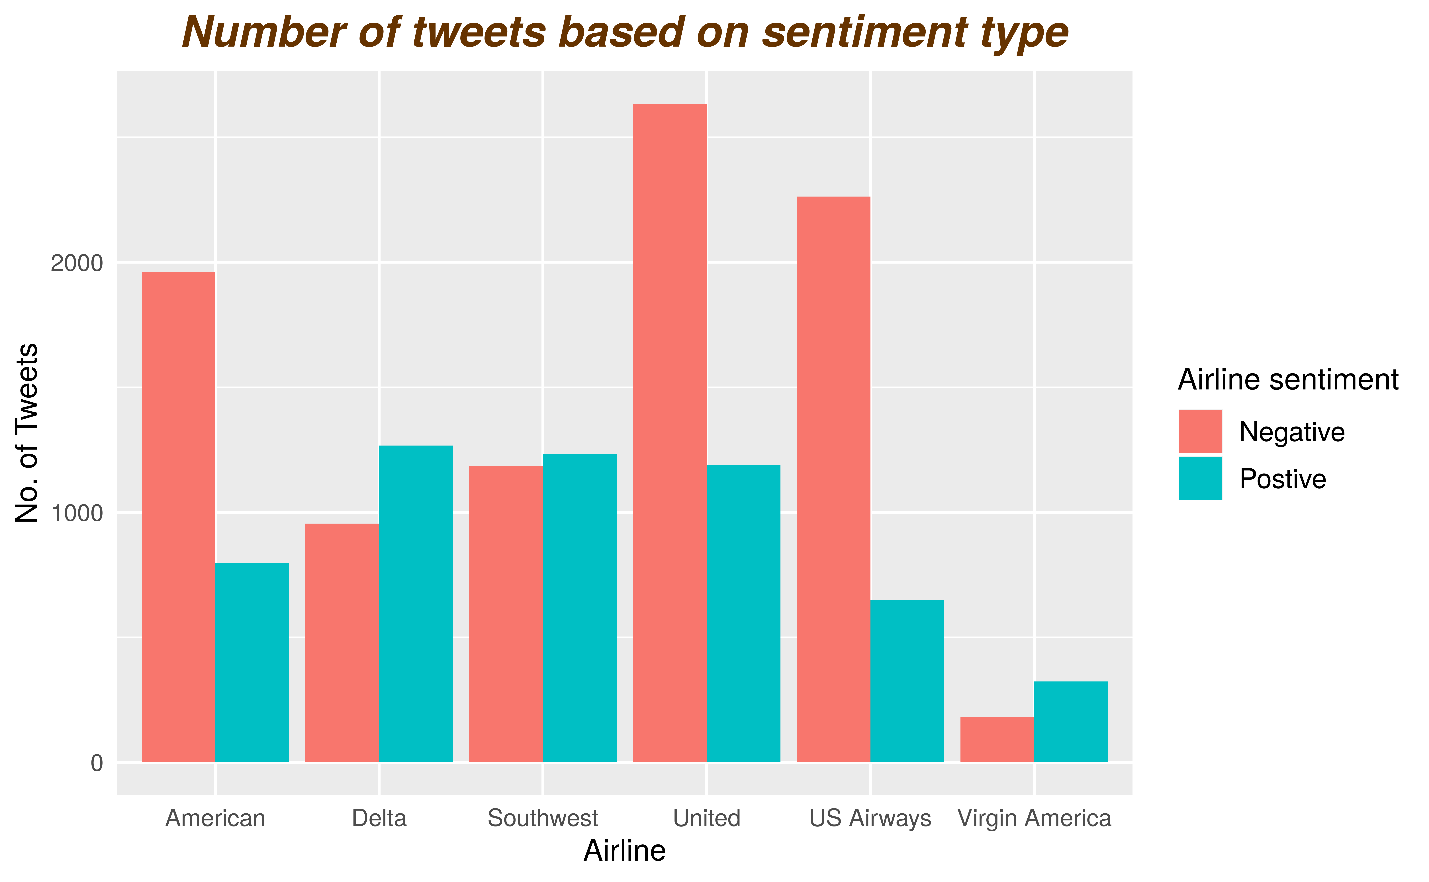 Number of tweets based on sentiment type
No. of Tweets
2000
1000
0
American Delta Southwest United US Airways Virgin America
Airline
Airline sentiment
Negative
Postive